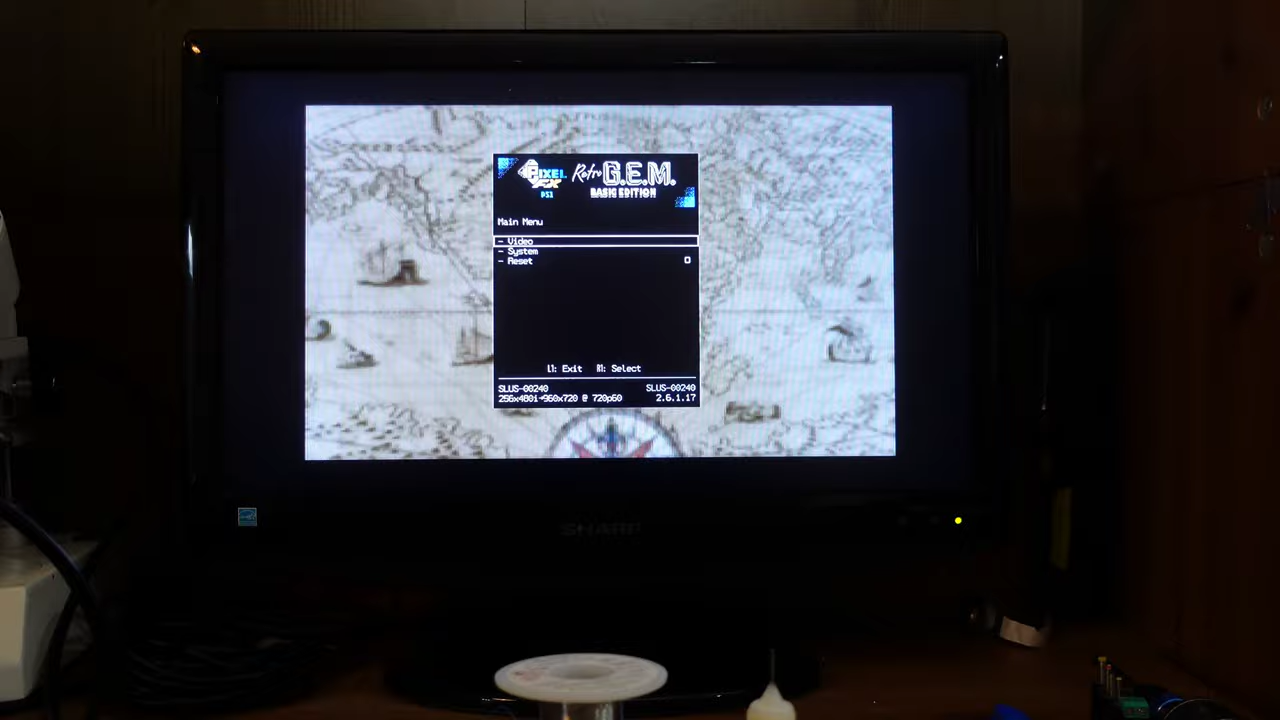 PIXEL FX Retro G.E.M.
PS1 BASIC EDITION
Main Menu
- Video
- System
- Reset
L1: Exit R1: Select
SLUS-00240 SLUS-00240
256x480i→960x720 @ 720p60 2.6.1.17
SHARP